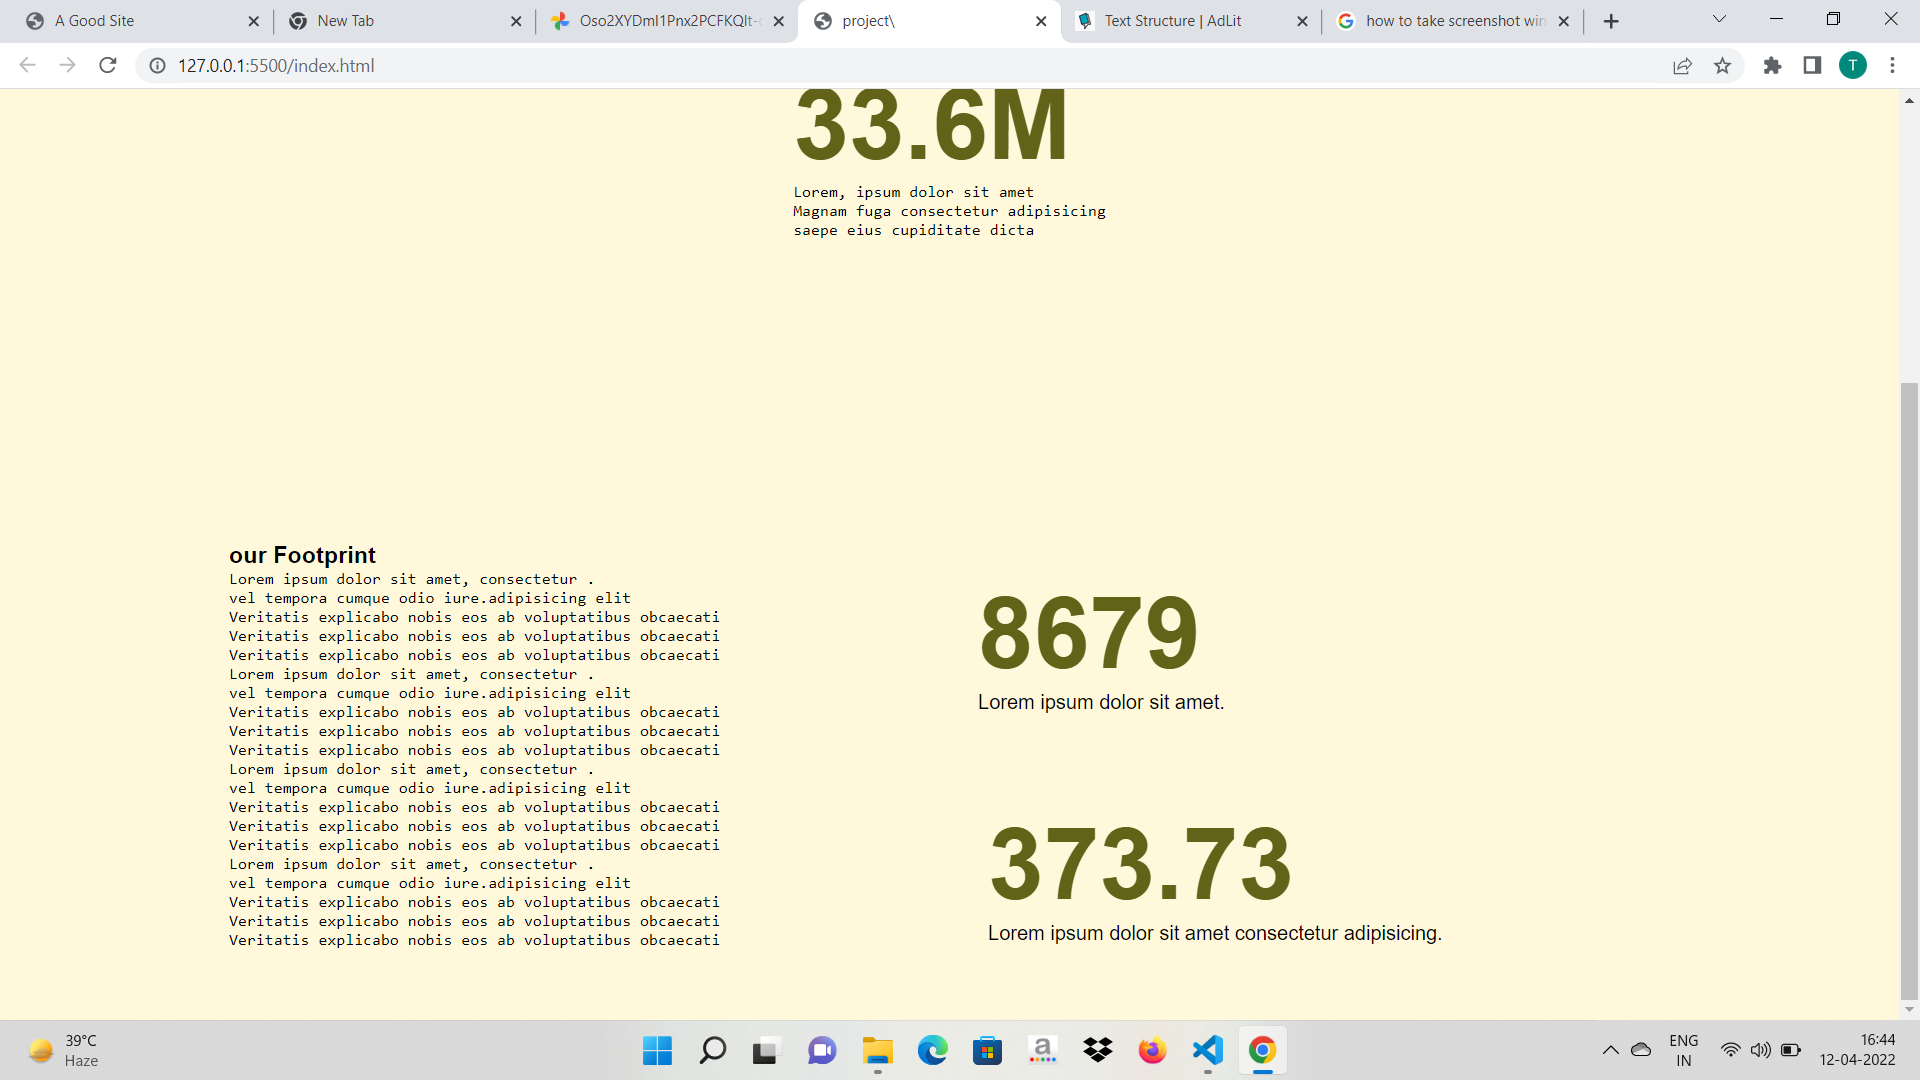 A Good Site
New Tab
Oso2XYDml1Pnx2PCFKQIt-
project\
Text Structure | AdLit
how to take screenshot win
127.0.0.1:5500/index.html
T
33.6M
Lorem, ipsum dolor sit amet
Magnam fuga consectetur adipisicing
saepe eius cupiditate dicta
our Footprint
Lorem ipsum dolor sit amet, consectetur .
vel tempora cumque odio iure.adipisicing elit
Veritatis explicabo nobis eos ab voluptatibus obcaecati
Veritatis explicabo nobis eos ab voluptatibus obcaecati
Veritatis explicabo nobis eos ab voluptatibus obcaecati
Lorem ipsum dolor sit amet, consectetur .
vel tempora cumque odio iure.adipisicing elit
Veritatis explicabo nobis eos ab voluptatibus obcaecati
Veritatis explicabo nobis eos ab voluptatibus obcaecati
Veritatis explicabo nobis eos ab voluptatibus obcaecati
Lorem ipsum dolor sit amet, consectetur .
vel tempora cumque odio iure.adipisicing elit
Veritatis explicabo nobis eos ab voluptatibus obcaecati
Veritatis explicabo nobis eos ab voluptatibus obcaecati
Veritatis explicabo nobis eos ab voluptatibus obcaecati
Lorem ipsum dolor sit amet, consectetur .
vel tempora cumque odio iure.adipisicing elit
Veritatis explicabo nobis eos ab voluptatibus obcaecati
Veritatis explicabo nobis eos ab voluptatibus obcaecati
Veritatis explicabo nobis eos ab voluptatibus obcaecati
8679
Lorem ipsum dolor sit amet.
373.73
Lorem ipsum dolor sit amet consectetur adipisicing.
39°C
Haze
a
ENG
IN
16:44
12-04-2022